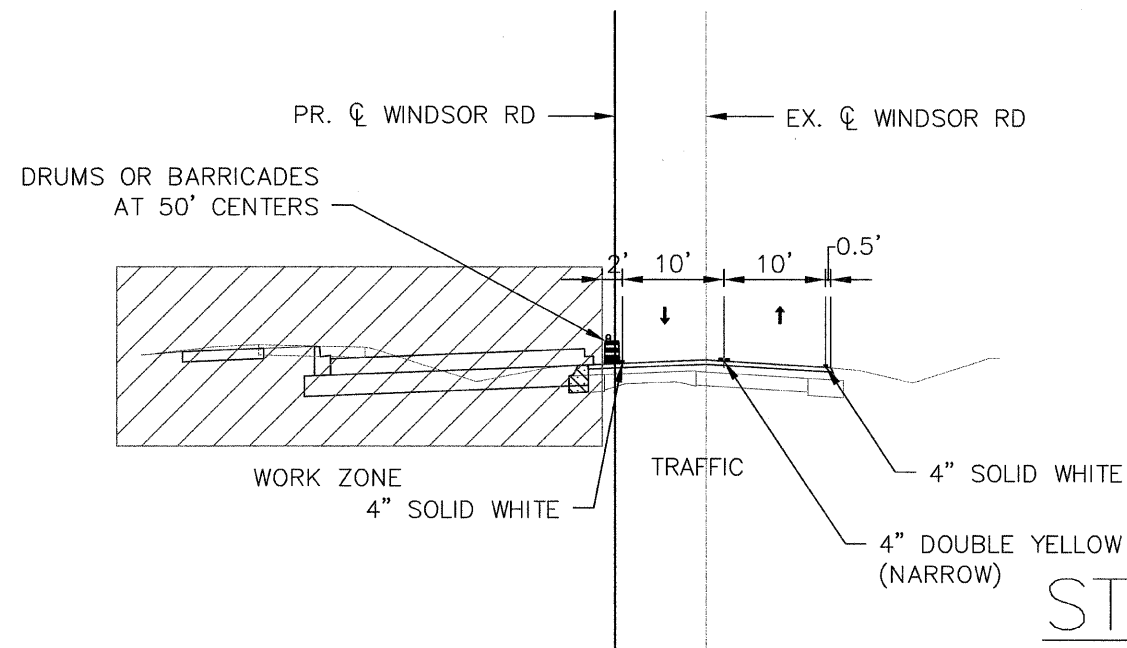 PR. ℄ WINDSOR RD
EX. ℄ WINDSOR RD
DRUMS OR BARRICADES
AT 50' CENTERS
2'
10'
10'
0.5'
WORK ZONE
TRAFFIC
4" SOLID WHITE
4" SOLID WHITE
4" DOUBLE YELLOW
(NARROW)
ST